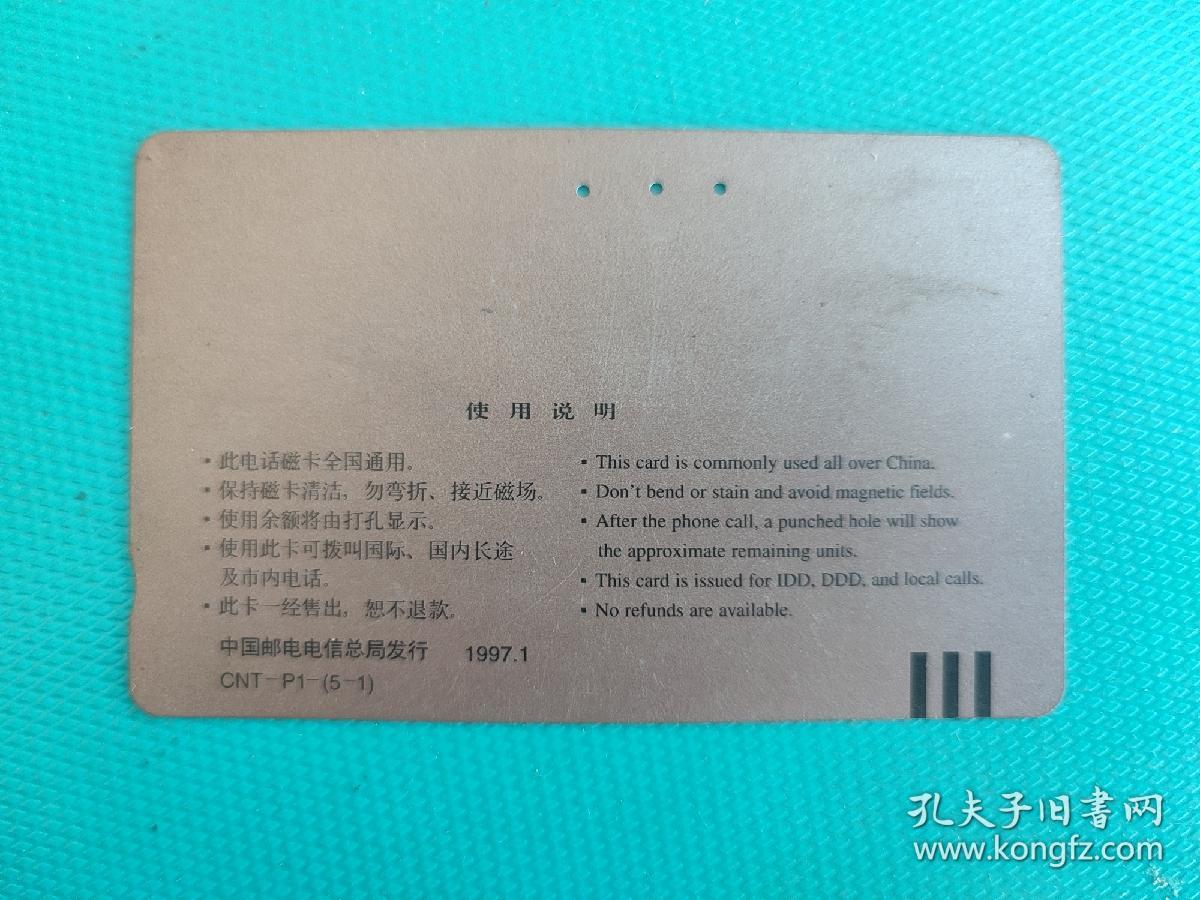 使用说明
·此电话磁卡全国通用。
·保持磁卡清洁，勿弯折、接近磁场。
·使用余额将由打孔显示。
·使用此卡可拨叫国际、国内长途
及市内电话。
·此卡一经售出，恕不退款。
中国邮电电信总局发行 1997.1
CNT-P1-(5-1)
▪ This card is commonly used all over China.
▪ Don't bend or stain and avoid magnetic fields.
▪ After the phone call, a punched hole will show
the approximate remaining units.
▪ This card is issued for IDD, DDD, and local calls.
▪ No refunds are available.
孔夫子旧书网
www.kongfz.com